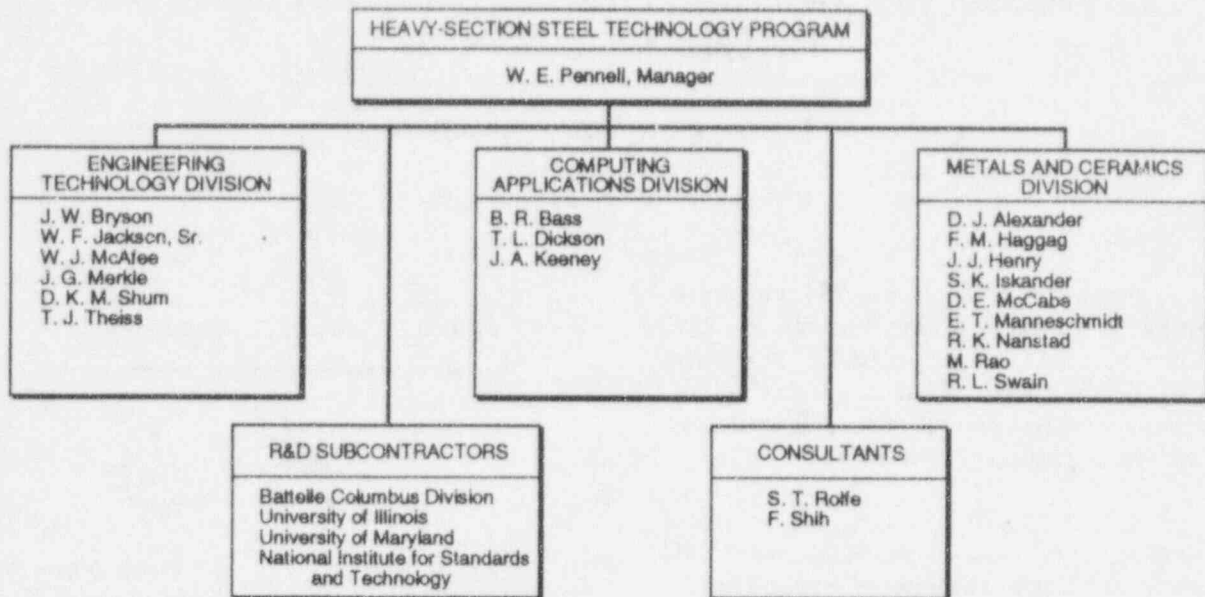 HEAVY-SECTION STEEL TECHNOLOGY PROGRAM
W. E. Pennell, Manager
ENGINEERING
TECHNOLOGY DIVISION
J. W. Bryson
W. F. Jackson, Sr.
W. J. McAfee
J. G. Merkle
D. K. M. Shum
T. J. Theiss
COMPUTING
APPLICATIONS DIVISION
B. R. Bass
T. L. Dickson
J. A. Keeney
METALS AND CERAMICS
DIVISION
D. J. Alexander
F. M. Haggag
J. J. Henry
S. K. Iskander
D. E. McCabe
E. T. Manneschmidt
R. K. Nanstad
M. Rao
R. L. Swain
R&D SUBCONTRACTORS
Battelle Columbus Division
University of Illinois
University of Maryland
National Institute for Standards
and Technology
CONSULTANTS
S. T. Rolfe
F. Shih